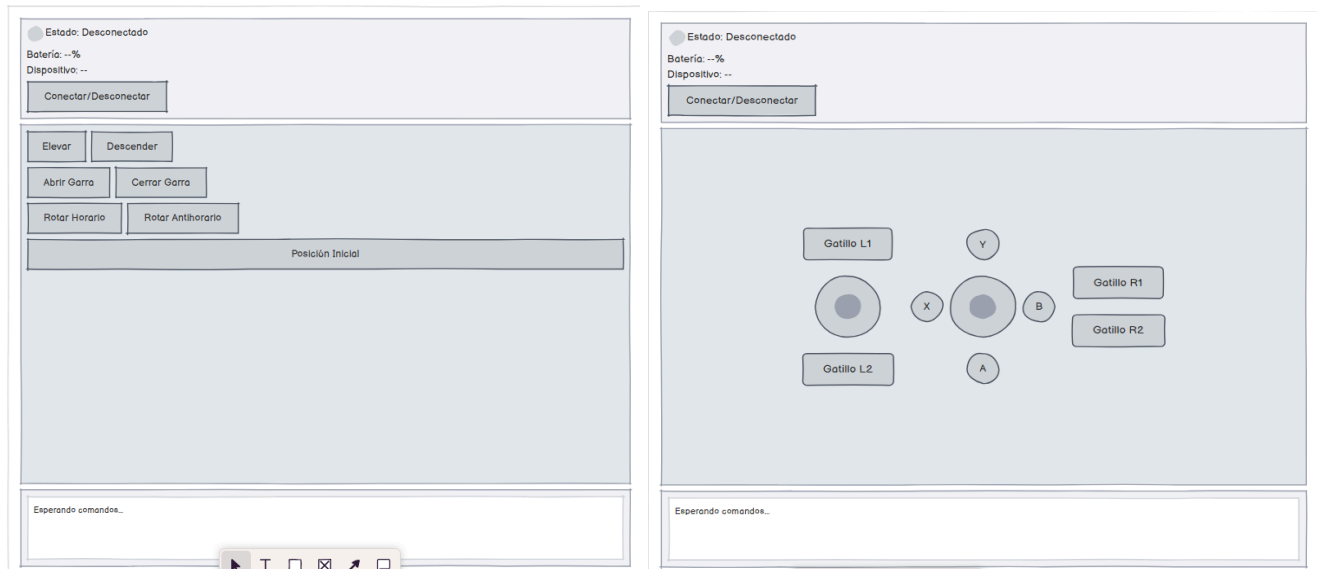 Estado: Desconectado
Batería: --%
Dispositivo: --
Conectar/Desconectar
Elevar Descender
Abrir Garra Cerrar Garra
Rotar Horario Rotar Antihorario
Posición Inicial
Esperando comandos...
T
Estado: Desconectado
Batería: --%
Dispositivo: --
Conectar/Desconectar
Gatillo L1
Y
Gatillo R1
X
B
Gatillo R2
Gatillo L2
A
Esperando comandos...